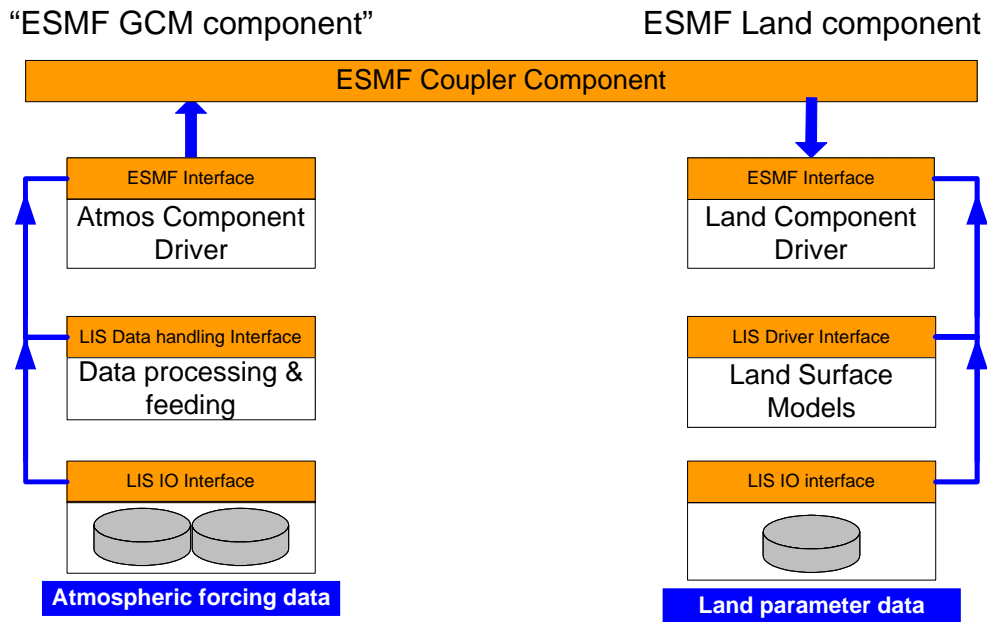 “ESMF GCM component”
ESMF Land component
ESMF Coupler Component
ESMF Interface
Atmos Component
Driver
LIS Data handling Interface
Data processing &
feeding
LIS IO Interface
Atmospheric forcing data
ESMF Interface
Land Component
Driver
LIS Driver Interface
Land Surface
Models
LIS IO interface
Land parameter data